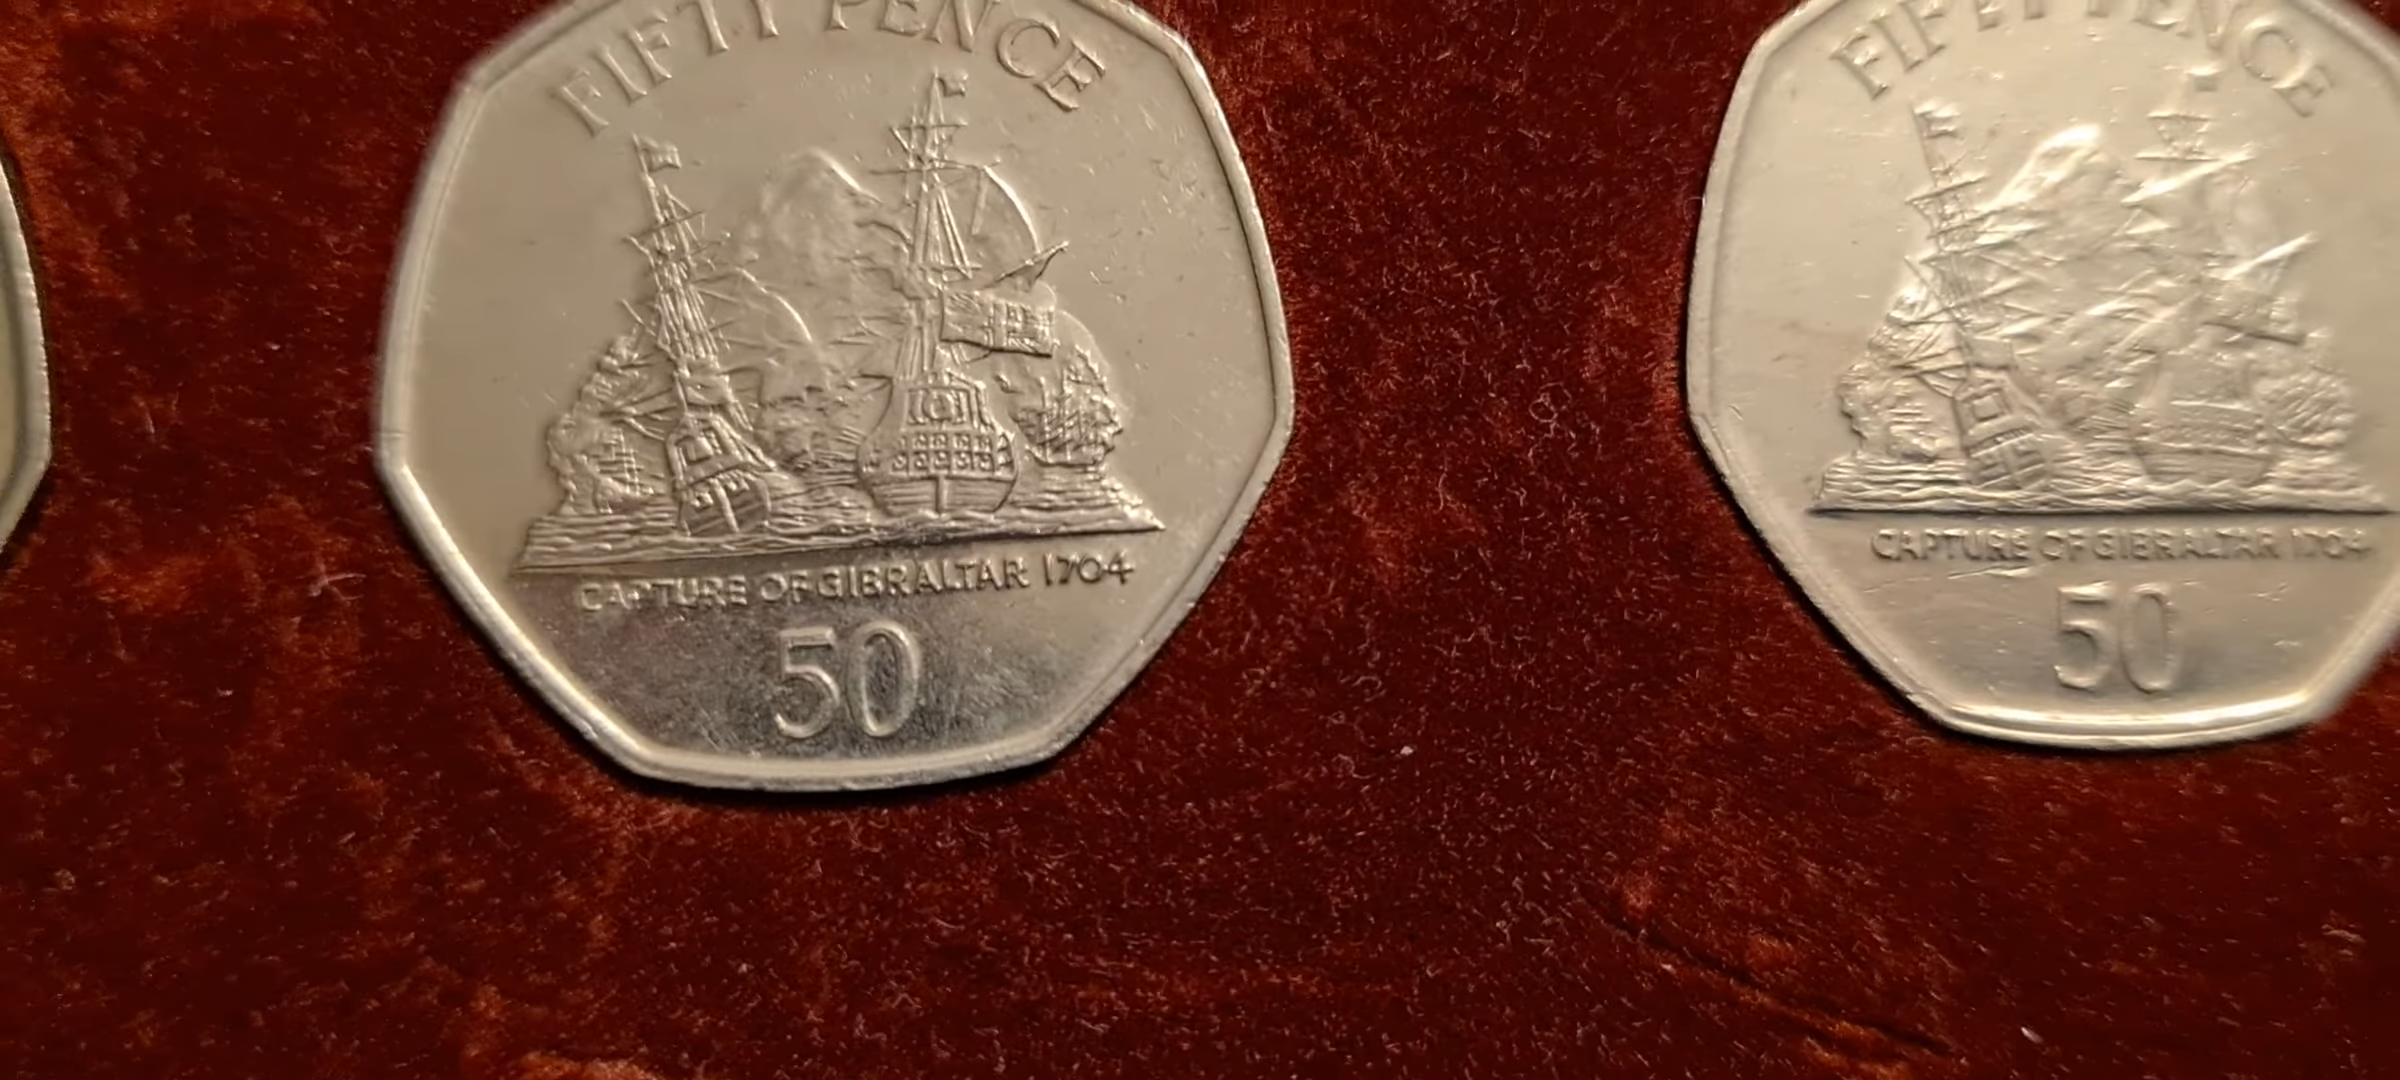 FIFTY PENCE
CAPTURE OF GIBRALTAR 1704
50
FIFTY PENCE
CAPTURE OF GIBRALTAR 1704
50